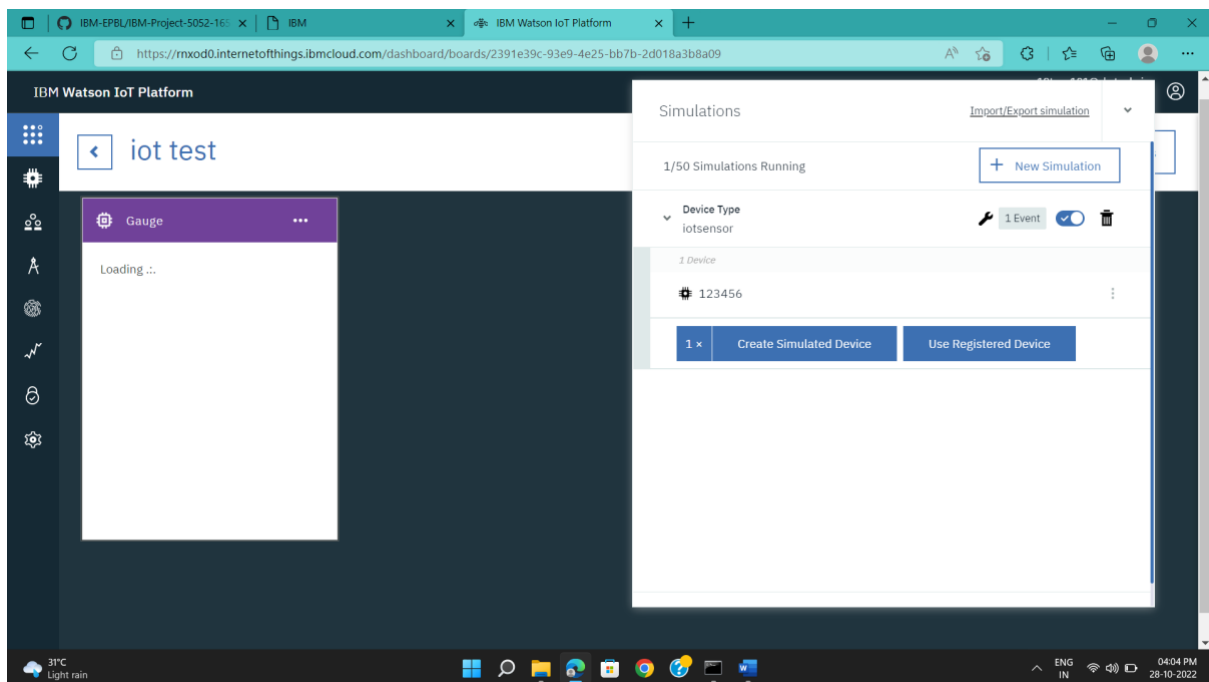 IBM-EPBL/IBM-Project-5052-165
IBM
IBM Watson IoT Platform
https://rnxod0.internetofthings.ibmcloud.com/dashboard/boards/2391e39c-93e9-4e25-bb7b-2d018a3b8a09
IBM Watson IoT Platform
iot test
Gauge
Loading .:.
Simulations
Import/Export simulation
1/50 Simulations Running
+ New Simulation
Device Type
iotsensor
1 Event
1 Device
123456
1 × Create Simulated Device Use Registered Device
31°C
Light rain
ENG
IN
04:04 PM
28-10-2022